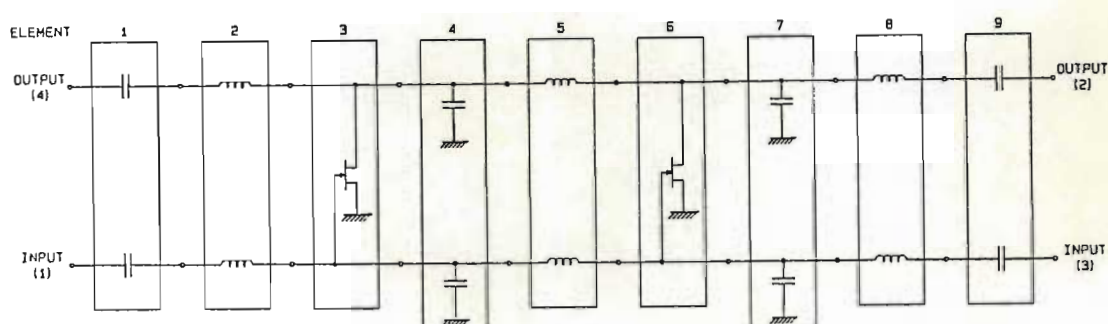 ELEMENT 1 2 3 4 5 6 7 8 9
OUTPUT
(4)
OUTPUT
(2)
INPUT
(1)
INPUT
(3)